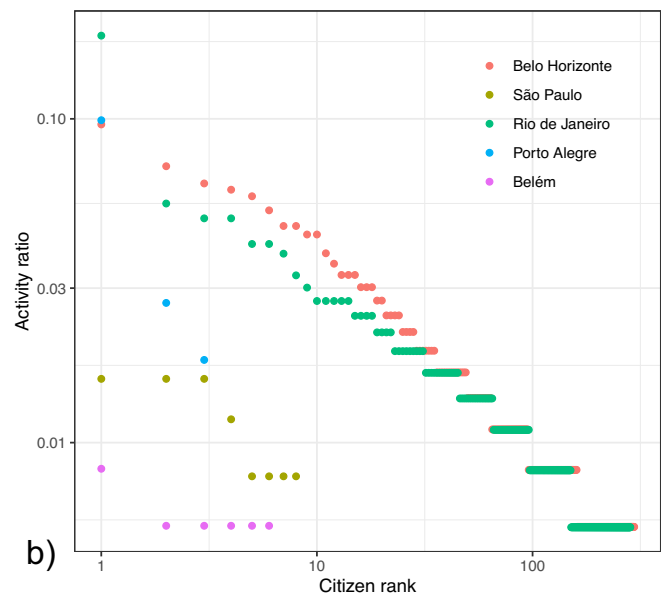 Belo Horizonte
São Paulo
Rio de Janeiro
Porto Alegre
Belém
0.10
0.03
0.01
Activity ratio
b)
1
10
100
Citizen rank